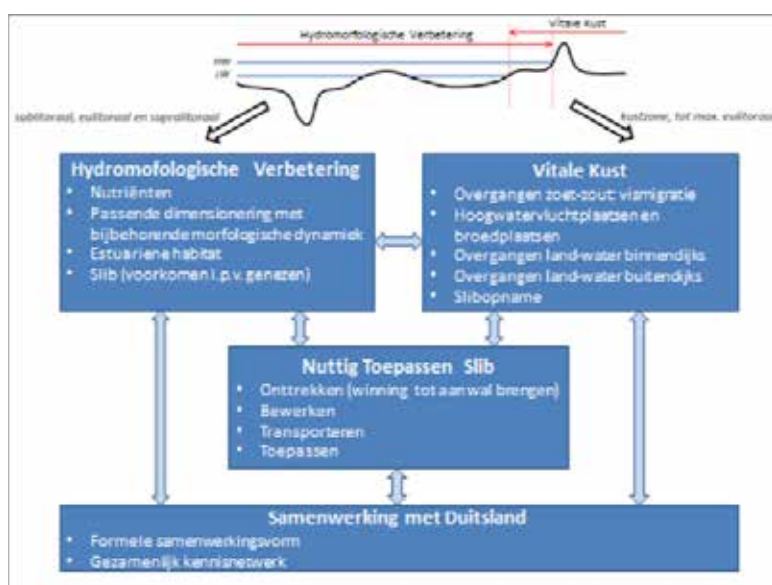 Vitale Kust
Hydromorfologische Verbetering
sublitoraal, eulitoraal en supralitoraal
kustzone, tot max. eulitoraal
Hydromofologische Verbetering
• Nutriënten
• Passende dimensionering met
bijbehorende morfologische dynamiek
• Estuariene habitat
• Slib (voorkomen i.p.v. genezen)
Vitale Kust
• Overgangen zoet-zout: vismigratie
• Hoogwatervluchtplaatsen en
broedplaatsen
• Overgangen land-water binnendijks
• Overgangen land-water buitendijks
• Slibopname
Nuttig Toepassen Slib
• Onttrekken (winning tot aan wal brengen)
• Bewerken
• Transporteren
• Toepassen
Samenwerking met Duitsland
• Formele samenwerkingsvorm
• Gezamenlijk kennisnetwerk